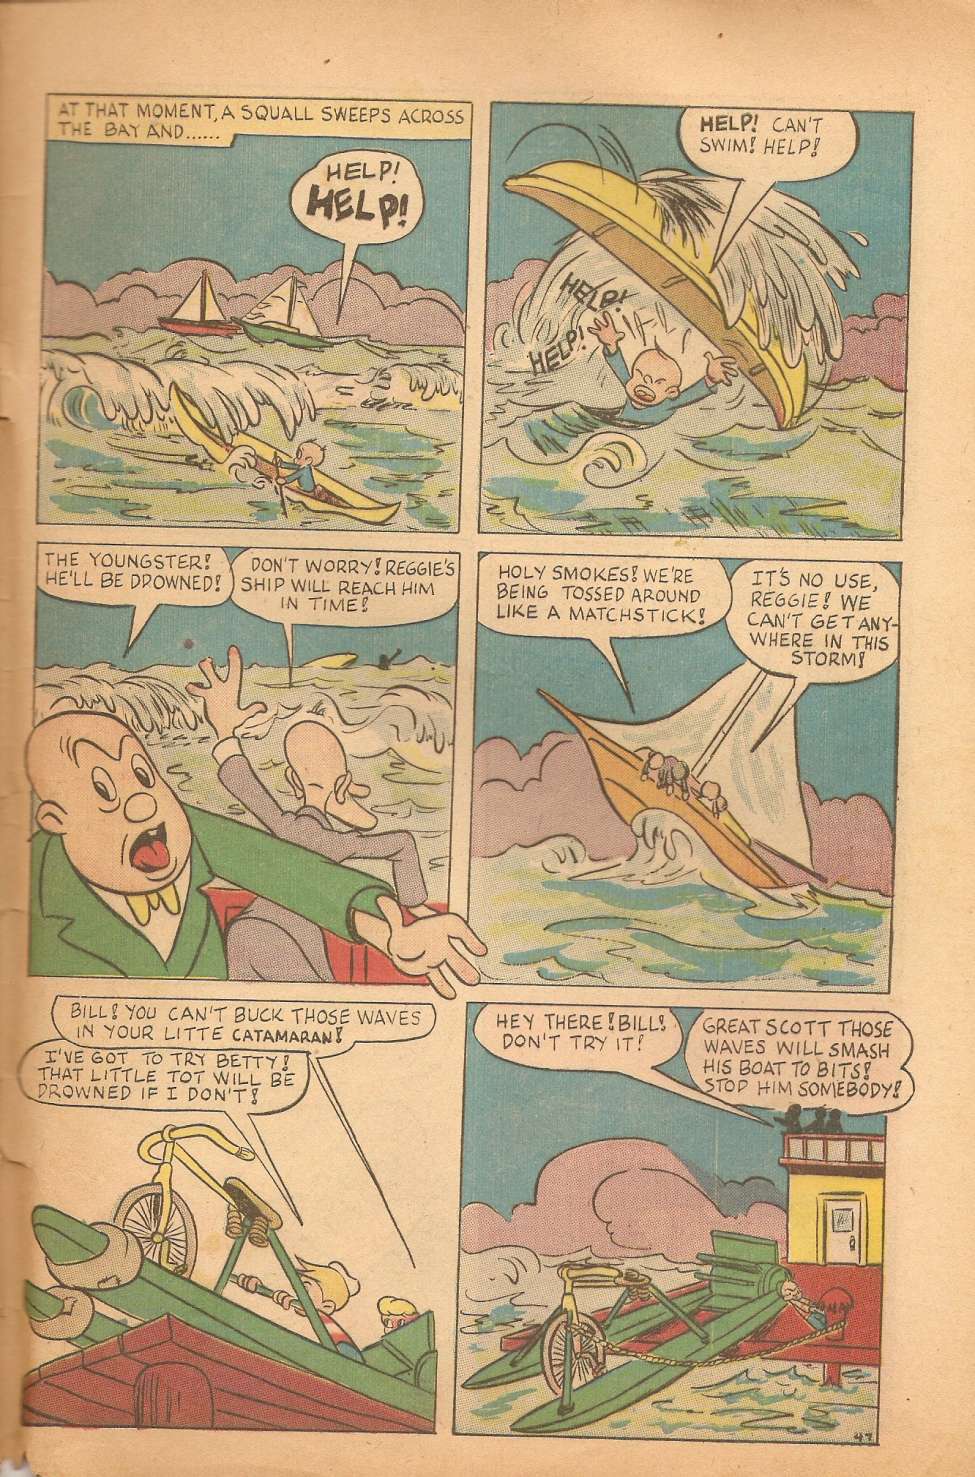 AT THAT MOMENT, A SQUALL SWEEPS ACROSS
THE BAY AND......
HELP!
HELP!
HELP! CAN'T
SWIM! HELP!
HELP!
HELP!
THE YOUNGSTER!
HE'LL BE DROWNED!
DON'T WORRY! REGGIE'S
SHIP WILL REACH HIM
IN TIME!
HOLY SMOKES! WE'RE
BEING TOSSED AROUND
LIKE A MATCHSTICK!
IT'S NO USE,
REGGIE! WE
CAN'T GET ANY-
WHERE IN THIS
STORM!
BILL! YOU CAN'T BUCK THOSE WAVES
IN YOUR LITTE CATAMARAN!
I'VE GOT TO TRY BETTY!
THAT LITTLE TOT WILL BE
DROWNED IF I DON'T!
HEY THERE! BILL!
DON'T TRY IT!
GREAT SCOTT THOSE
WAVES WILL SMASH
HIS BOAT TO BITS!
STOP HIM SOMEBODY!
47